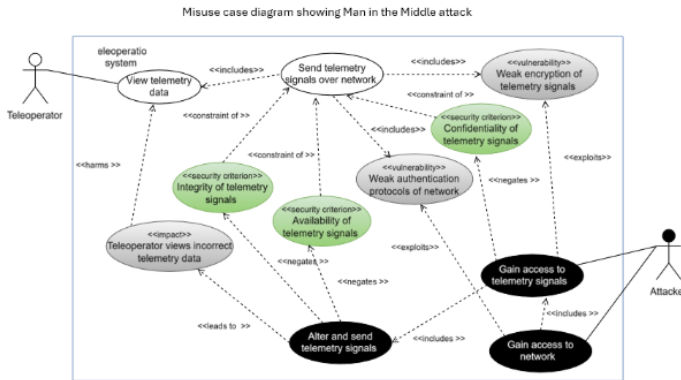 Misuse case diagram showing Man in the Middle attack
eleoperatio
system
Teleoperator
View telemetry
data
<<includes>>
Send telemetry
signals over network
<<includes>>
<<vulnerability>>
Weak encryption of
telemetry signals
<<constraint of>>
<<constraint of>>
<<security criterion>>
Confidentiality of
telemetry signals
<<includes>>
<<constraint of>>
<<exploits>>
<<harms >>
<<security criterion>>
Integrity of telemetry
signals
<<vulnerability>>
Weak authentication
protocols of network
<<negates >>
<<security criterion>>
Availability of
telemetry signals
<<impact>>
Teleoperator views incorrect
telemetry data
<<exploits>>
<<negates >>
<<negates >>
Gain access to
telemetry signals
Attacker
<<leads to >>
Alter and send
telemetry signals
<<includes >>
<<includes >>
Gain access to
network